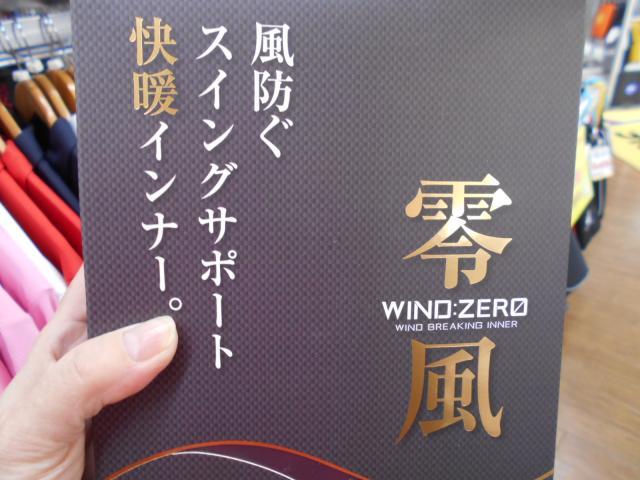 風防ぐ
スイングサポート
快暖インナー。
零
WIND:ZERO
WIND BREAKING INNER
風